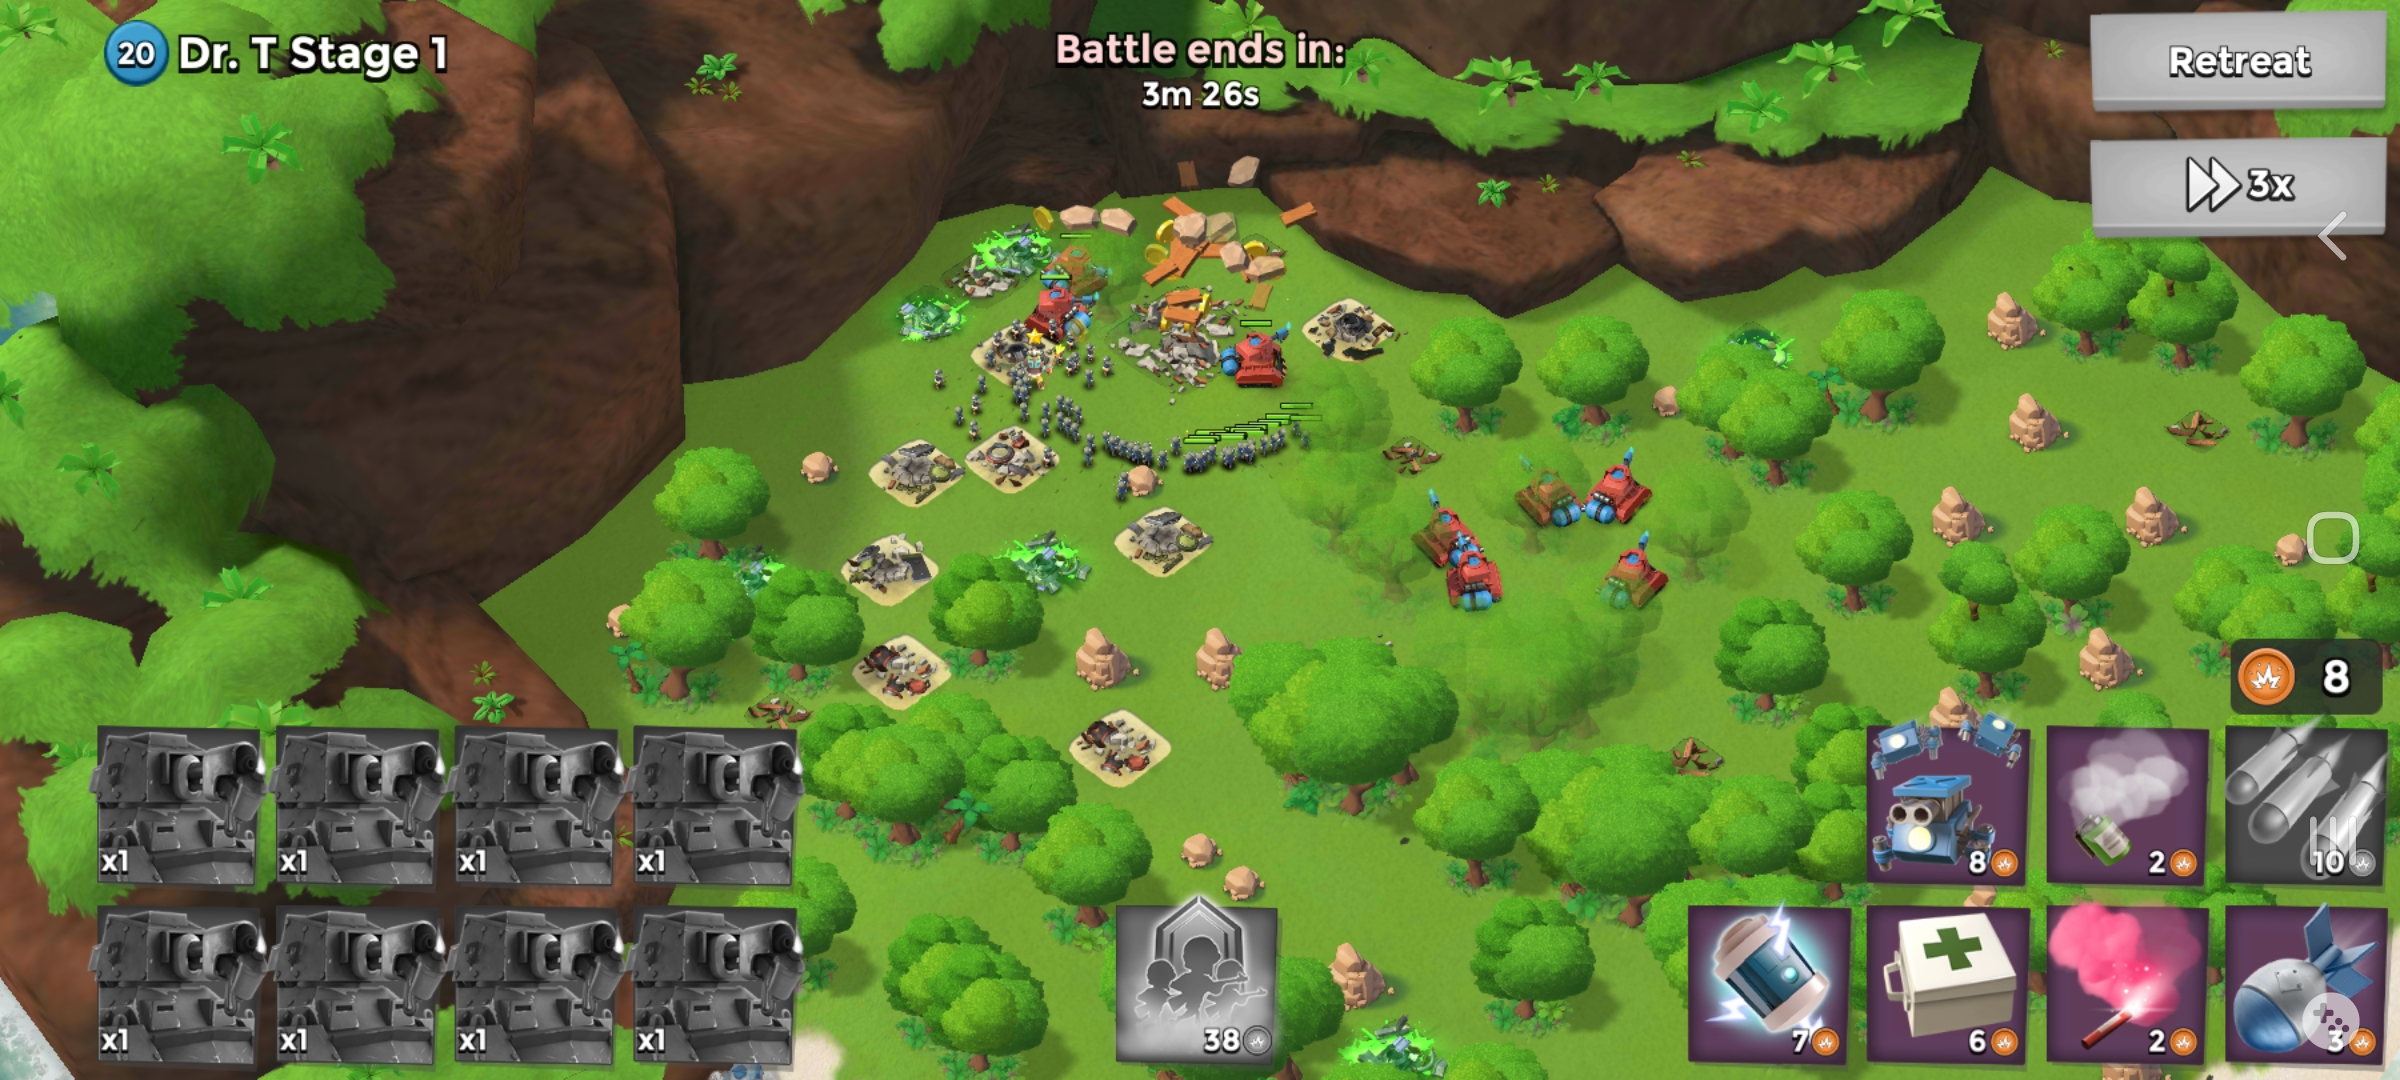 20 Dr. T Stage 1
Battle ends in:
3m 26s
Retreat
3x
8
x1 x1 x1 x1
8 2 10
x1 x1 x1 x1
38
7 6 2 3